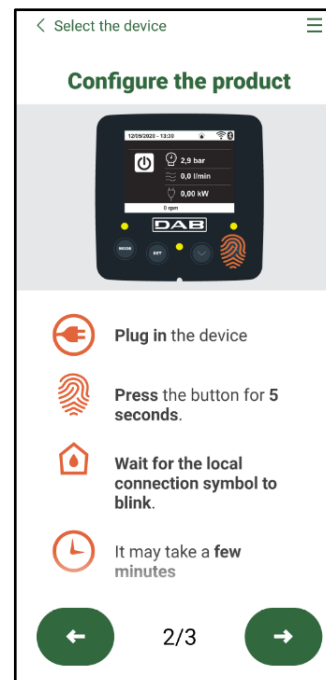 Select the device
Configure the product
12/05/2020 - 13:39
2,9 bar
0,0 l/min
0,00 kW
0 rpm
DAB
MODE
SET
Plug in the device
Press the button for 5
seconds.
Wait for the local
connection symbol to
blink.
It may take a few
minutes
2/3